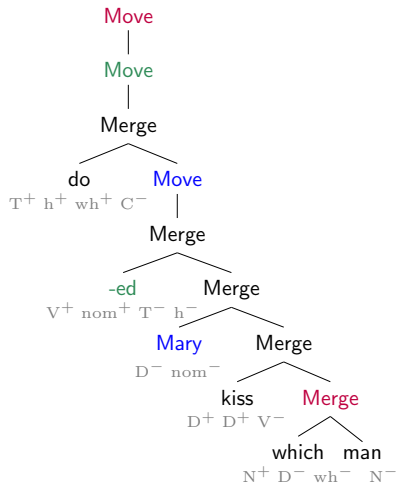 Move
Move
Merge
do Move
T⁺ h⁺ wh⁺ C⁻
Merge
-ed Merge
V⁺ nom⁺ T⁻ h⁻
Mary Merge
D⁻ nom⁻
kiss Merge
D⁺ D⁺ V⁻
which man
N⁺ D⁻ wh⁻ N⁻